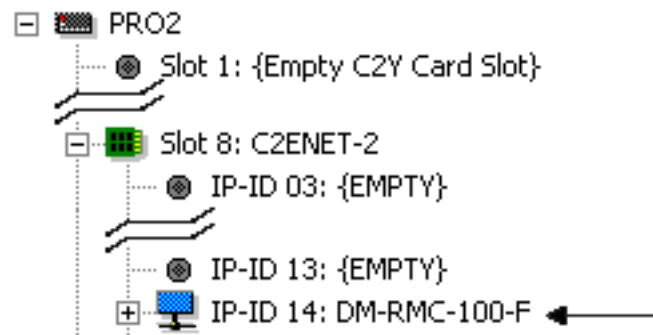 PRO2
Slot 1: {Empty C2Y Card Slot}
Slot 8: C2ENET-2
IP-ID 03: {EMPTY}
IP-ID 13: {EMPTY}
IP-ID 14: DM-RMC-100-F